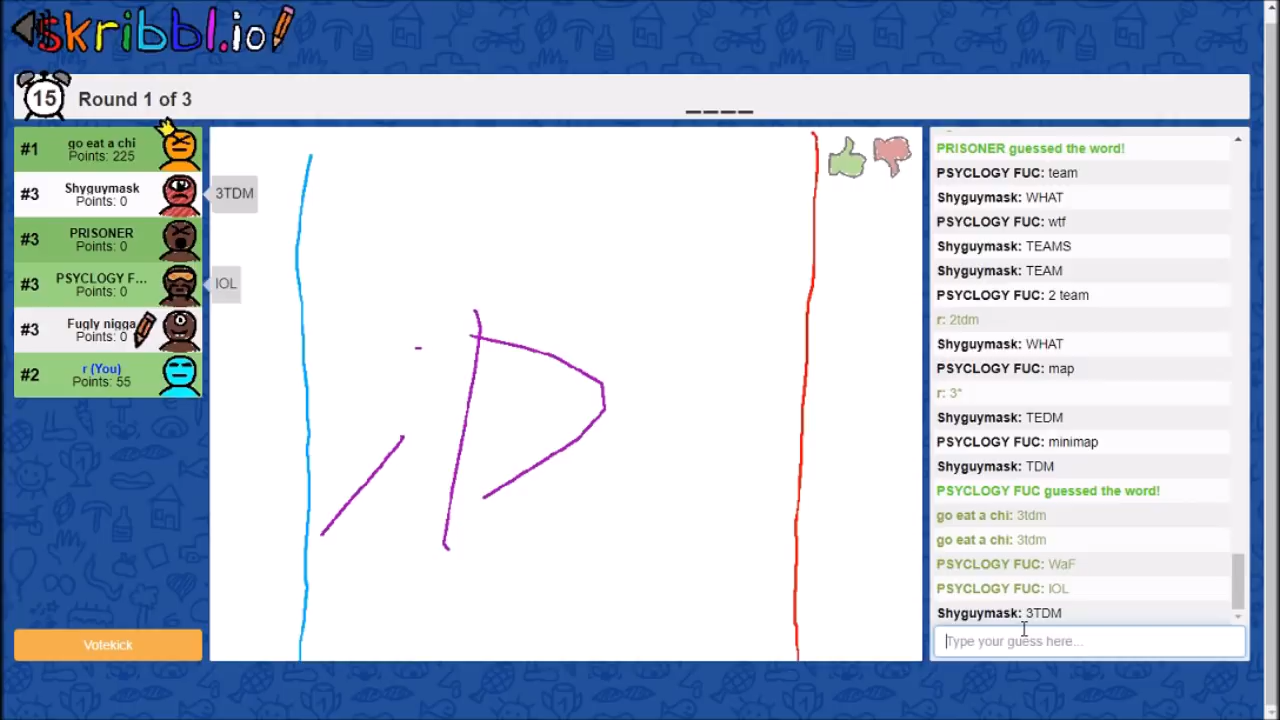 skribbl.io
15
Round 1 of 3
____
#1
go eat a chi
Points: 225
#3
Shyguymask
Points: 0
3TDM
#3
PRISONER
Points: 0
#3
PSYCLOGY F...
Points: 0
IOL
#3
Fugly nigga
Points: 0
#2
r (You)
Points: 55
Votekick
D
PRISONER guessed the word!
PSYCLOGY FUC: team
Shyguymask: WHAT
PSYCLOGY FUC: wtf
Shyguymask: TEAMS
Shyguymask: TEAM
PSYCLOGY FUC: 2 team
r: 2tdm
Shyguymask: WHAT
PSYCLOGY FUC: map
r: 3*
Shyguymask: TEDM
PSYCLOGY FUC: minimap
Shyguymask: TDM
PSYCLOGY FUC guessed the word!
go eat a chi: 3tdm
go eat a chi: 3tdm
PSYCLOGY FUC: WaF
PSYCLOGY FUC: IOL
Shyguymask: 3TDM
Type your guess here...